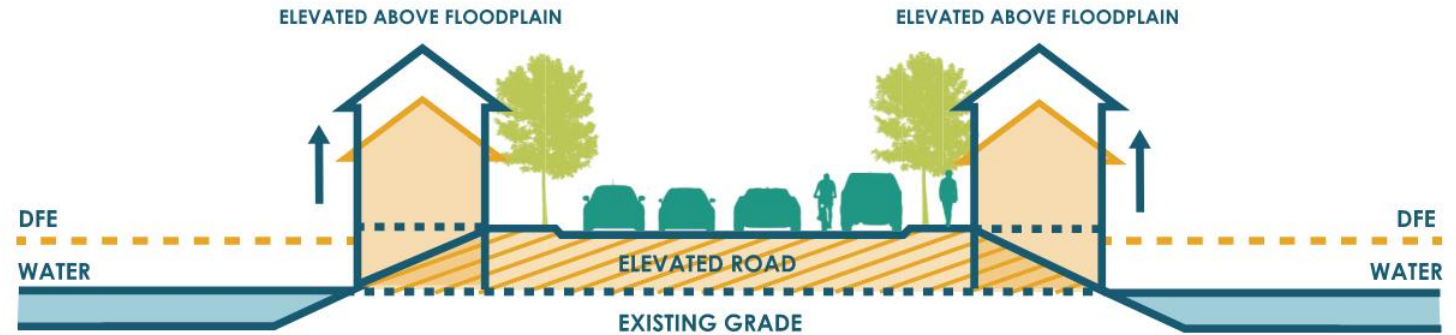 ELEVATED ABOVE FLOODPLAIN
ELEVATED ABOVE FLOODPLAIN
DFE
DFE
WATER
WATER
ELEVATED ROAD
EXISTING GRADE